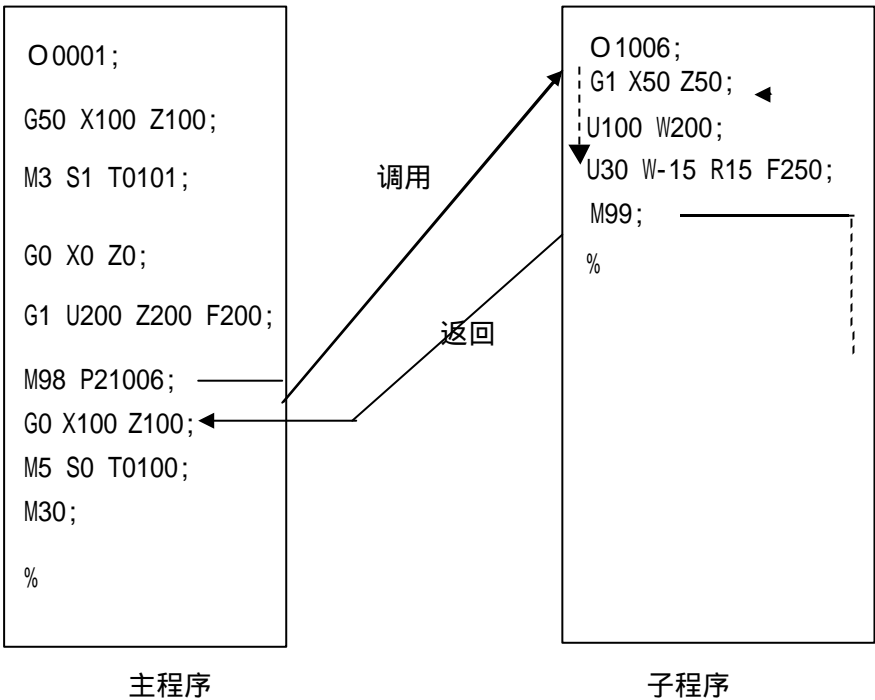 O0001;
G50 X100 Z100;
M3 S1 T0101;
G0 X0 Z0;
G1 U200 Z200 F200;
M98 P21006;
G0 X100 Z100;
M5 S0 T0100;
M30;
%
主程序
调用
返回
O1006;
G1 X50 Z50;
U100 W200;
U30 W-15 R15 F250;
M99;
%
子程序